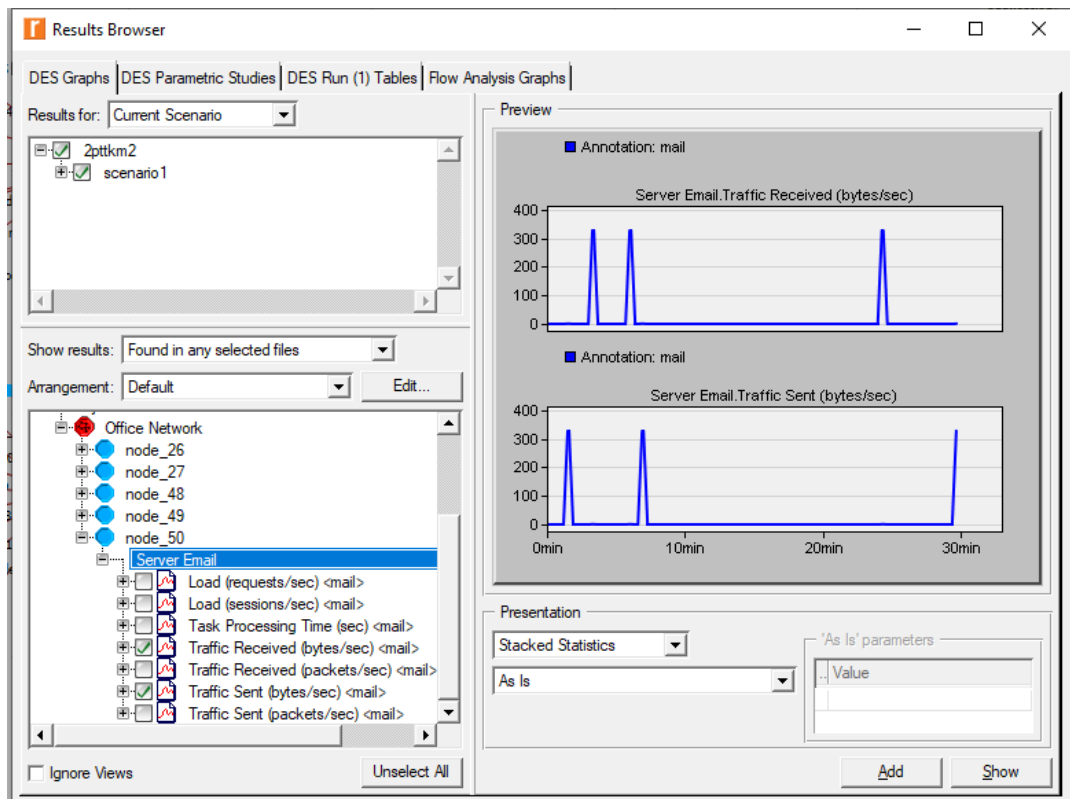 Results Browser
DES Graphs DES Parametric Studies DES Run (1) Tables Flow Analysis Graphs
Results for: Current Scenario
2pttkm2
scenario1
Show results: Found in any selected files
Arrangement: Default Edit...
Office Network
node_26
node_27
node_48
node_49
node_50
Server Email
Load (requests/sec) <mail>
Load (sessions/sec) <mail>
Task Processing Time (sec) <mail>
Traffic Received (bytes/sec) <mail>
Traffic Received (packets/sec) <mail>
Traffic Sent (bytes/sec) <mail>
Traffic Sent (packets/sec) <mail>
Ignore Views Unselect All
Preview
Annotation: mail
Server Email.Traffic Received (bytes/sec)
400
300
200
100
0
Annotation: mail
Server Email.Traffic Sent (bytes/sec)
400
300
200
100
0
0min 10min 20min 30min
Presentation
Stacked Statistics
As Is
'As Is' parameters
.. Value
Add Show